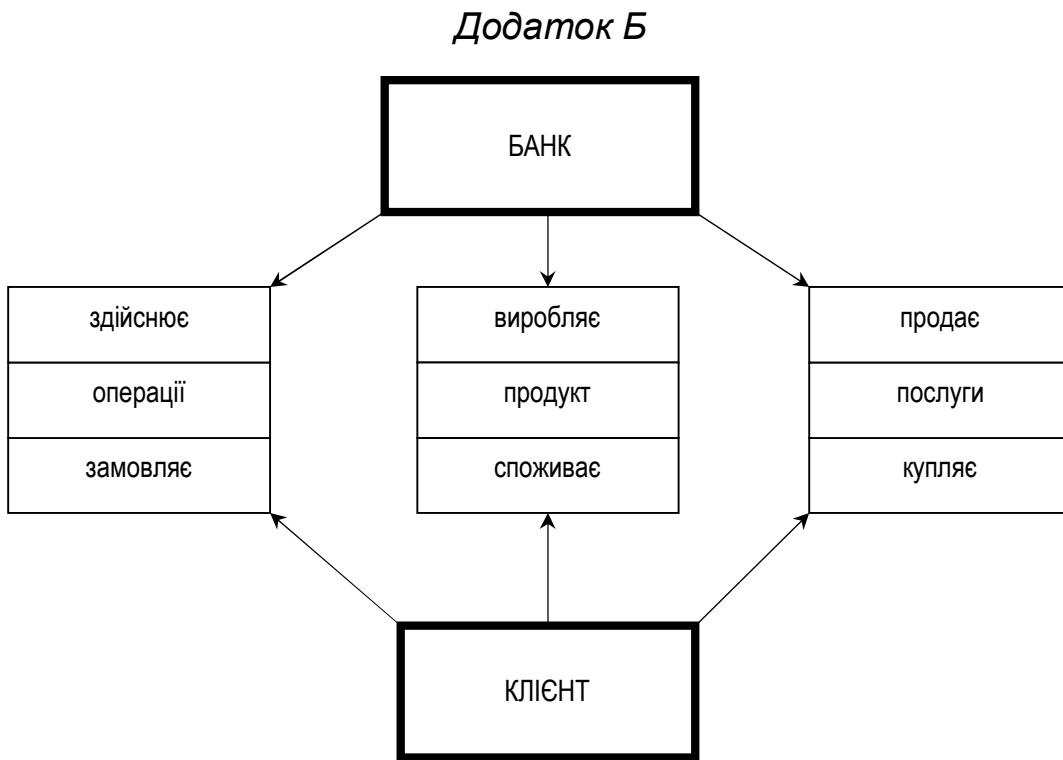 Додаток Б
БАНК
здійснює
операції
замовляє
виробляє
продукт
споживає
продає
послуги
купляє
КЛІЄНТ